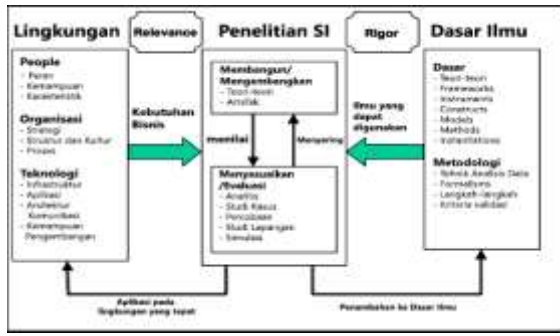 Lingkungan
Relevance
Penelitian SI
Rigor
Dasar Ilmu
People
- Peran
- Kemampuan
- Karakteristik
Organisasi
- Strategi
- Struktur dan Kultur
- Proses
Teknologi
- Infrastruktur
- Aplikasi
- Arsitektur
Komunikasi
- Kemampuan
Pengembangan
Kebutuhan
Bisnis
Membangun/
Mengembangkan
- Teori-teori
- Artefak
menilai
Menyaring
Menyesuaikan
/Evaluasi
- Analitis
- Studi Kasus
- Percobaan
- Studi Lapangan
- Simulasi
Ilmu yang
dapat
digunakan
Dasar
- Teori-teori
- Frameworks
- Instruments
- Constructs
- Models
- Methods
- Instantiations
Metodologi
- Teknik Analisis Data
- Formalisms
- Langkah-langkah
- Kriteria validasi
Aplikasi pada
lingkungan yang tepat
Penambahan ke Dasar Ilmu